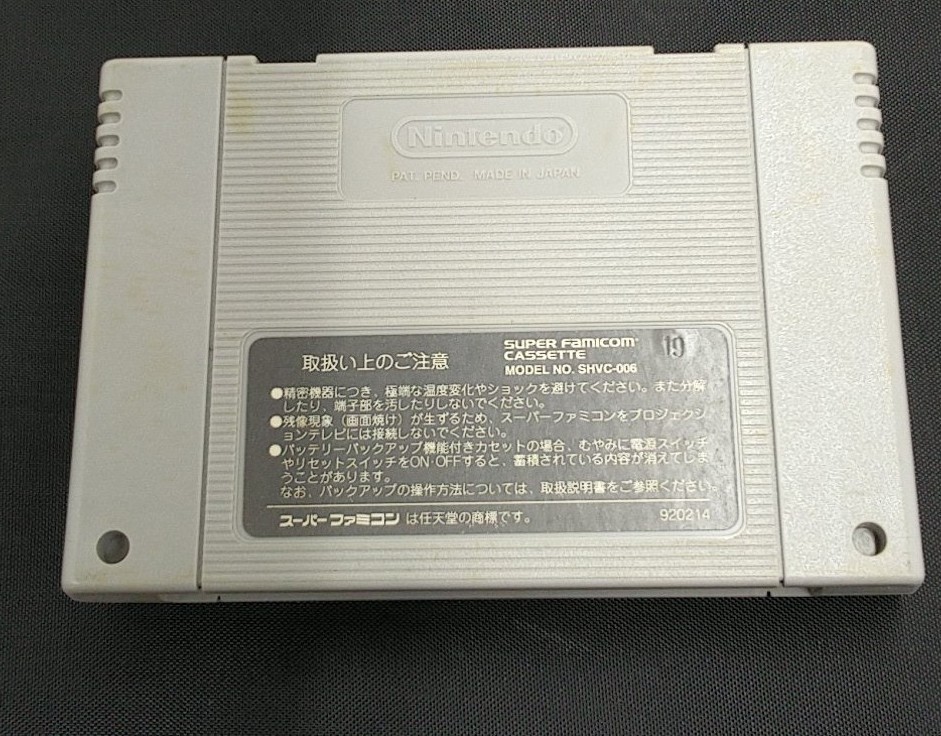 Nintendo
PAT. PEND. MADE IN JAPAN
取扱い上のご注意
SUPER FAMICOM
CASSETTE
MODEL NO. SHVC-006
19
●精密機器につき、極端な温度変化やショックを避けてください。また分解
したり、端子部を汚したりしないでください。
●残像現象(画面焼け)が生ずるため、スーパーファミコンをプロジェクシ
ョンテレビには接続しないでください。
●バッテリーバックアップ機能付きカセットの場合、むやみに電源スイッチ
やリセットスイッチをON·OFFすると、蓄積されている内容が消えてしま
うことがあります。
なお、バックアップの操作方法については、取扱説明書をご参照ください。
スーパーファミコン は任天堂の商標です。
920214